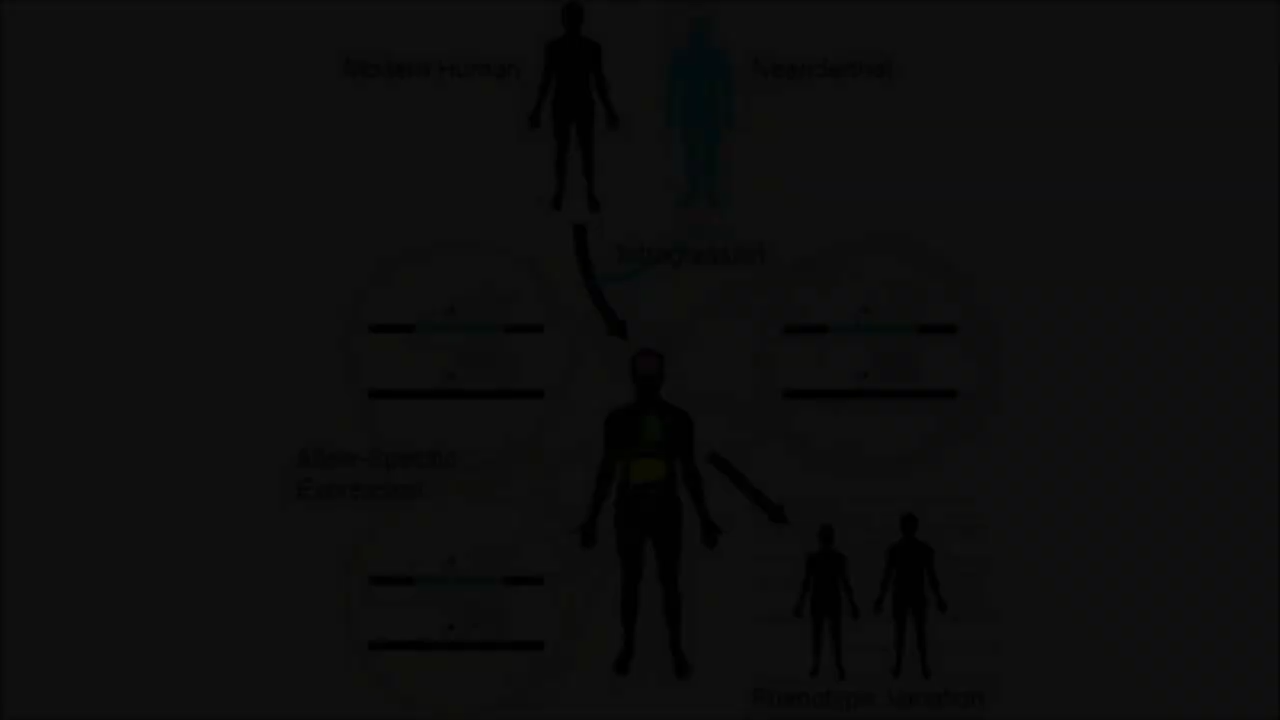 Modern Human
Neanderthal
Introgression
Allele-Specific
Expression
Phenotypic Variation